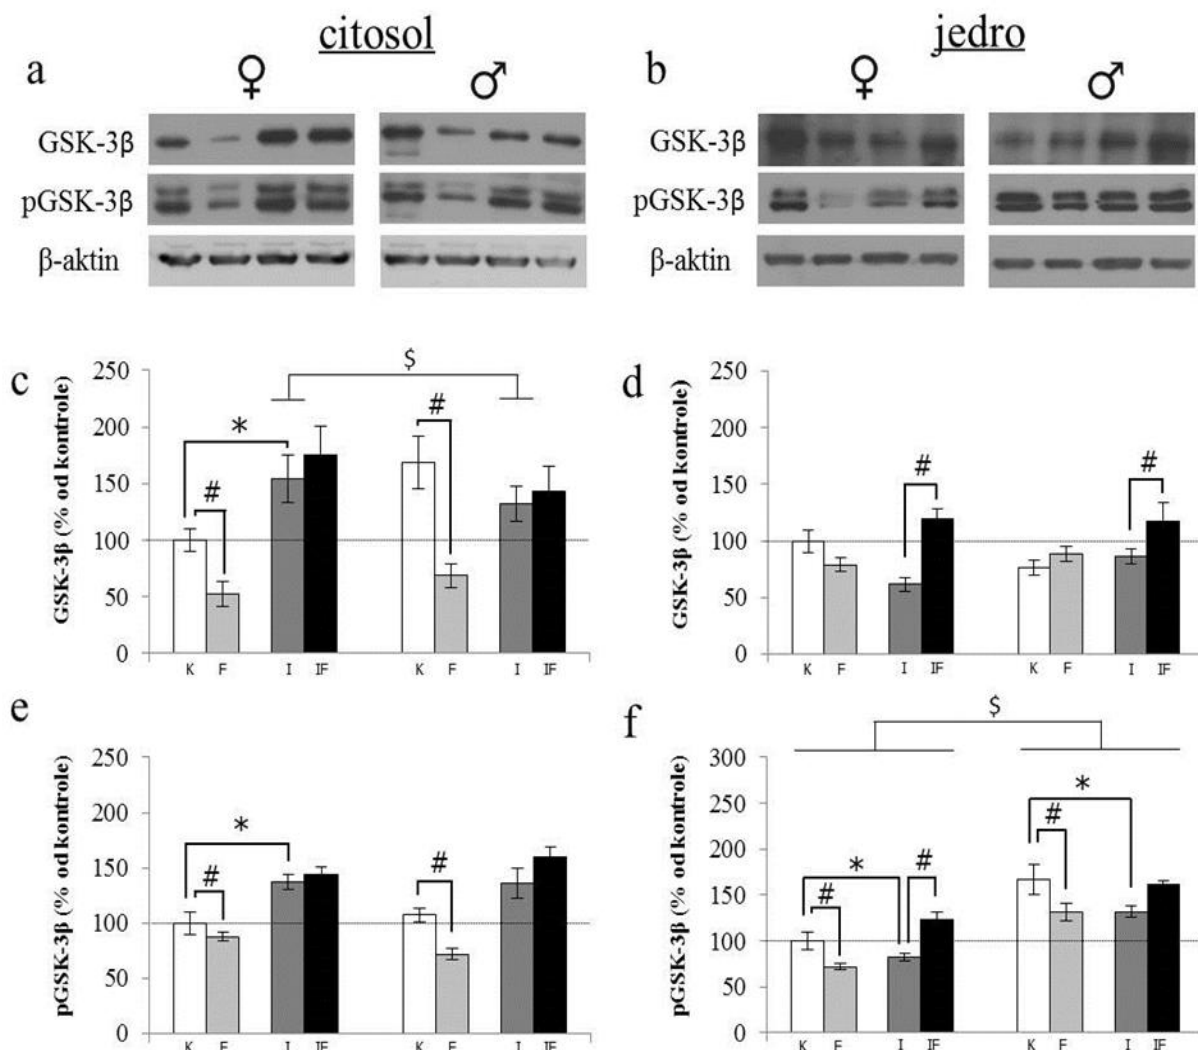 citosol
jedro
a
♀
♂
b
♀
♂
GSK-3β
pGSK-3β
β-aktin
GSK-3β
pGSK-3β
β-aktin
c
GSK-3β (% od kontrole)
250
200
150
100
50
0
*
#
$
#
K F I IF K F I IF
d
GSK-3β (% od kontrole)
250
200
150
100
50
0
#
#
K F I IF K F I IF
e
pGSK-3β (% od kontrole)
250
200
150
100
50
0
*
#
#
K F I IF K F I IF
f
pGSK-3β (% od kontrole)
300
250
200
150
100
50
0
$
*
#
#
*
#
K F I IF K F I IF